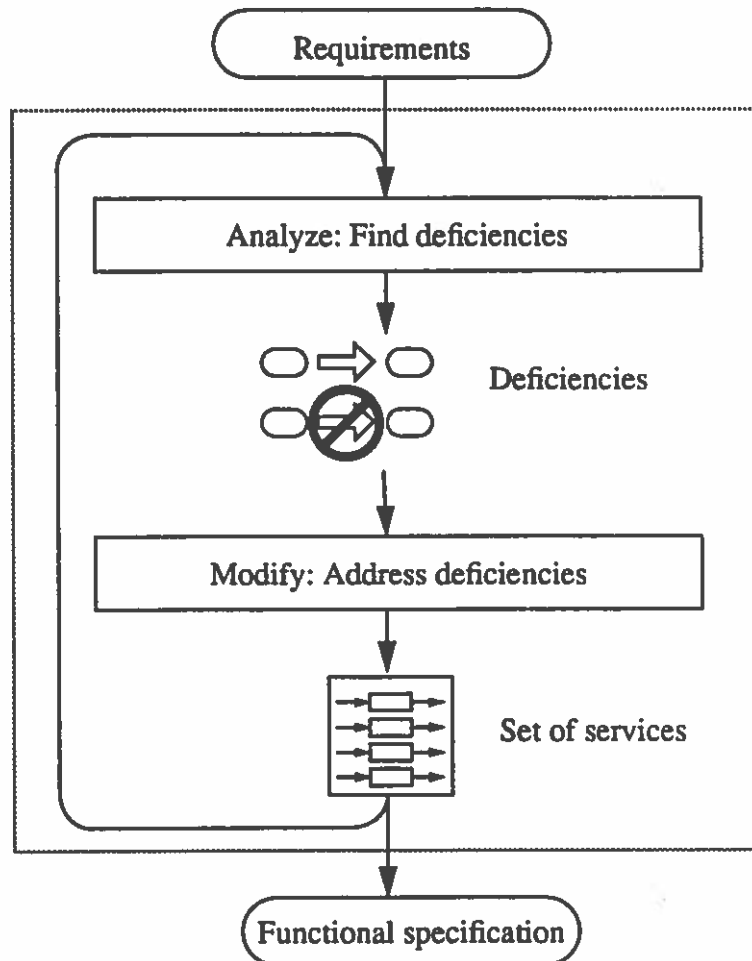 Requirements
Analyze: Find deficiencies
Deficiencies
Modify: Address deficiencies
Set of services
Functional specification